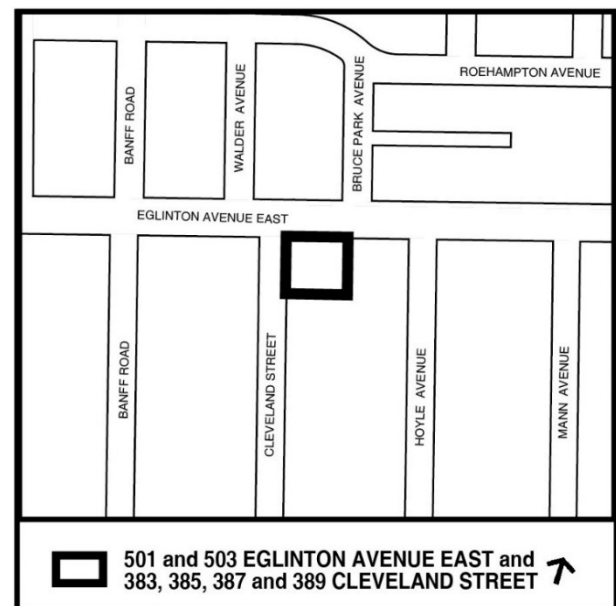 ROEHAMPTON AVENUE
BANFF ROAD
WALDER AVENUE
BRUCE PARK AVENUE
EGLINTON AVENUE EAST
BANFF ROAD
CLEVELAND STREET
HOYLE AVENUE
MANN AVENUE
501 and 503 EGLINTON AVENUE EAST and
383, 385, 387 and 389 CLEVELAND STREET